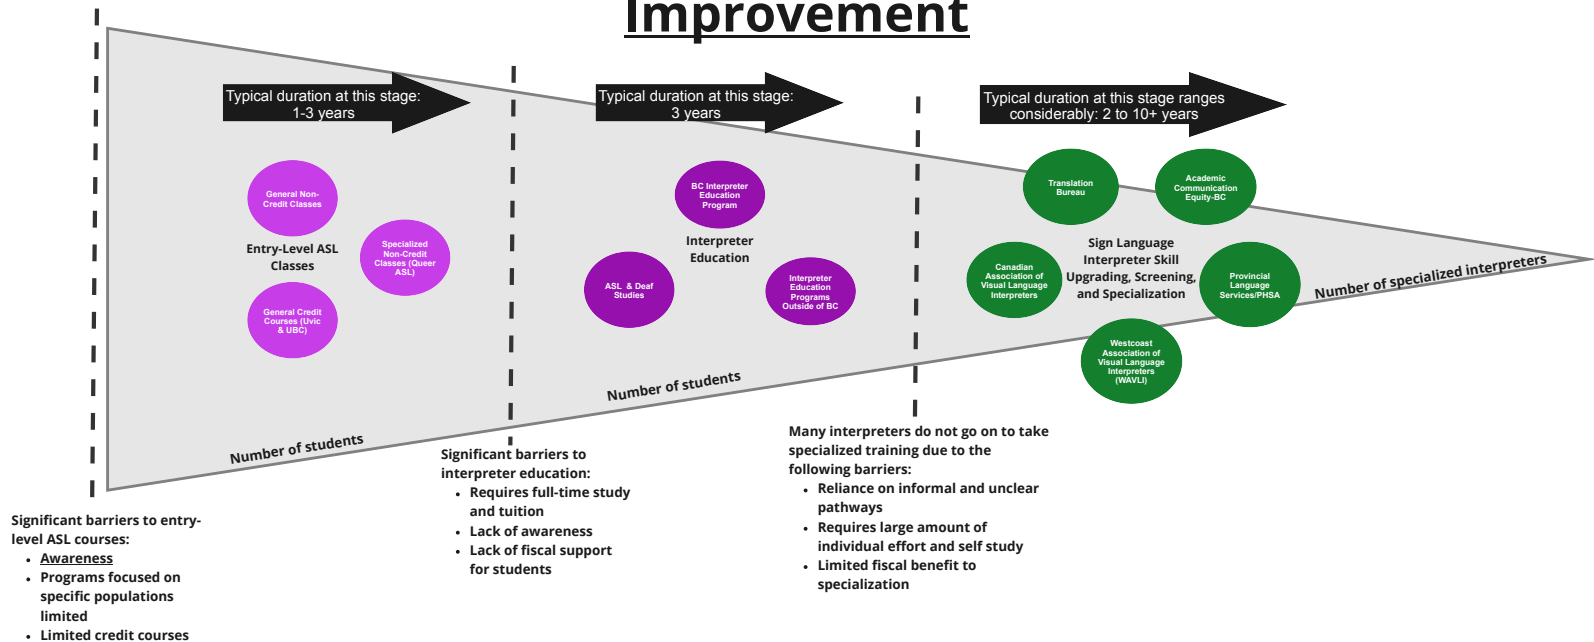 Improvement
Typical duration at this stage:
1-3 years
Typical duration at this stage:
3 years
Typical duration at this stage ranges
considerably: 2 to 10+ years
General Non-
Credit Classes
Entry-Level ASL
Classes
Specialized
Non-Credit
Classes (Queer
ASL)
General Credit
Courses (Uvic
& UBC)
Number of students
BC Interpreter
Education
Program
Interpreter
Education
ASL & Deaf
Studies
Interpreter
Education
Programs
Outside of BC
Number of students
Translation
Bureau
Academic
Communication
Equity-BC
Sign Language
Interpreter Skill
Upgrading, Screening,
and Specialization
Canadian
Association of
Visual Language
Interpreters
Provincial
Language
Services/PHSA
Westcoast
Association of
Visual Language
Interpreters
(WAVLI)
Number of specialized interpreters
Significant barriers to entry-
level ASL courses:
• Awareness
• Programs focused on
specific populations
limited
• Limited credit courses
Significant barriers to
interpreter education:
• Requires full-time study
and tuition
• Lack of awareness
• Lack of fiscal support
for students
Many interpreters do not go on to take
specialized training due to the
following barriers:
• Reliance on informal and unclear
pathways
• Requires large amount of
individual effort and self study
• Limited fiscal benefit to
specialization